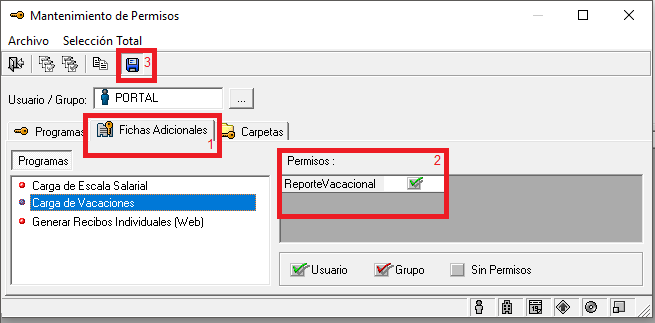 Mantenimiento de Permisos
Archivo Selección Total
3
Usuario / Grupo: PORTAL ...
Programas Fichas Adicionales Carpetas
1
Programas
Permisos : 2
Carga de Escala Salarial
Carga de Vacaciones
Generar Recibos Individuales (Web)
ReporteVacacional
Usuario Grupo Sin Permisos